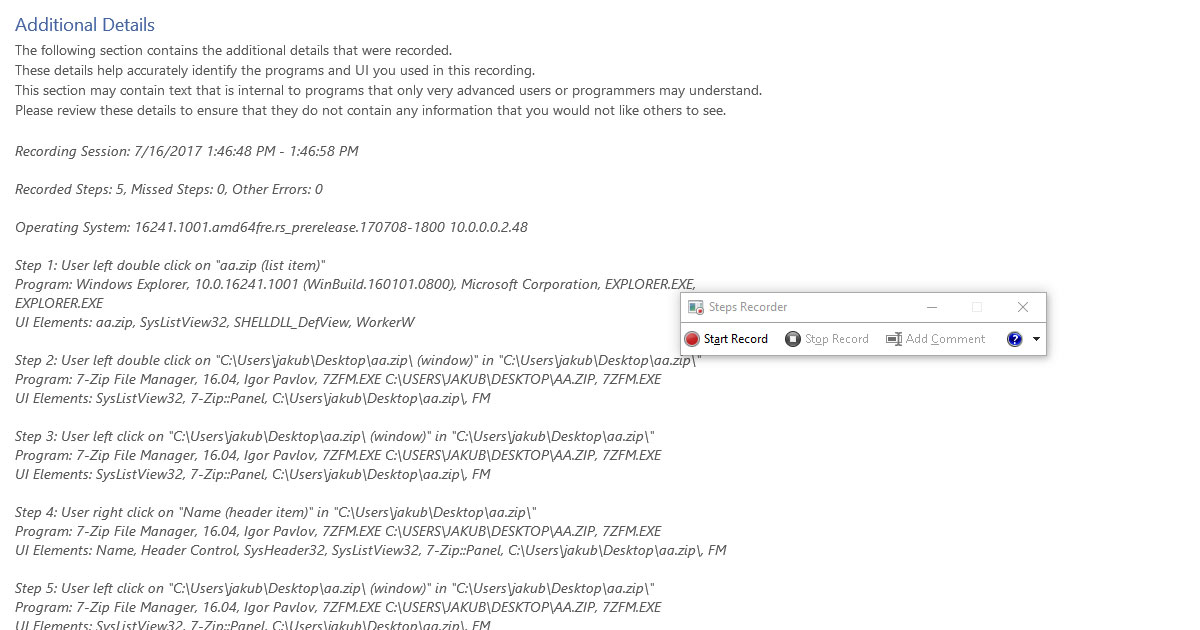 Additional Details
The following section contains the additional details that were recorded.
These details help accurately identify the programs and UI you used in this recording.
This section may contain text that is internal to programs that only very advanced users or programmers may understand.
Please review these details to ensure that they do not contain any information that you would not like others to see.
Recording Session: 7/16/2017 1:46:48 PM - 1:46:58 PM
Recorded Steps: 5, Missed Steps: 0, Other Errors: 0
Operating System: 16241.1001.amd64fre.rs_prerelease.170708-1800 10.0.0.0.2.48
Step 1: User left double click on "aa.zip (list item)"
Program: Windows Explorer, 10.0.16241.1001 (WinBuild.160101.0800), Microsoft Corporation, EXPLORER.EXE,
EXPLORER.EXE
UI Elements: aa.zip, SysListView32, SHELLDLL_DefView, WorkerW
Steps Recorder
Start Record Stop Record Add Comment ?
Step 2: User left double click on "C:\Users\jakub\Desktop\aa.zip\ (window)" in "C:\Users\jakub\Desktop\aa.zip\"
Program: 7-Zip File Manager, 16.04, Igor Pavlov, 7ZFM.EXE C:\USERS\JAKUB\DESKTOP\AA.ZIP, 7ZFM.EXE
UI Elements: SysListView32, 7-Zip::Panel, C:\Users\jakub\Desktop\aa.zip\, FM
Step 3: User left click on "C:\Users\jakub\Desktop\aa.zip\ (window)" in "C:\Users\jakub\Desktop\aa.zip\"
Program: 7-Zip File Manager, 16.04, Igor Pavlov, 7ZFM.EXE C:\USERS\JAKUB\DESKTOP\AA.ZIP, 7ZFM.EXE
UI Elements: SysListView32, 7-Zip::Panel, C:\Users\jakub\Desktop\aa.zip\, FM
Step 4: User right click on "Name (header item)" in "C:\Users\jakub\Desktop\aa.zip\"
Program: 7-Zip File Manager, 16.04, Igor Pavlov, 7ZFM.EXE C:\USERS\JAKUB\DESKTOP\AA.ZIP, 7ZFM.EXE
UI Elements: Name, Header Control, SysHeader32, SysListView32, 7-Zip::Panel, C:\Users\jakub\Desktop\aa.zip\, FM
Step 5: User left click on "C:\Users\jakub\Desktop\aa.zip\ (window)" in "C:\Users\jakub\Desktop\aa.zip\"
Program: 7-Zip File Manager, 16.04, Igor Pavlov, 7ZFM.EXE C:\USERS\JAKUB\DESKTOP\AA.ZIP, 7ZFM.EXE
UI Elements: SysListView32, 7-Zip::Panel, C:\Users\jakub\Desktop\aa.zip\, FM